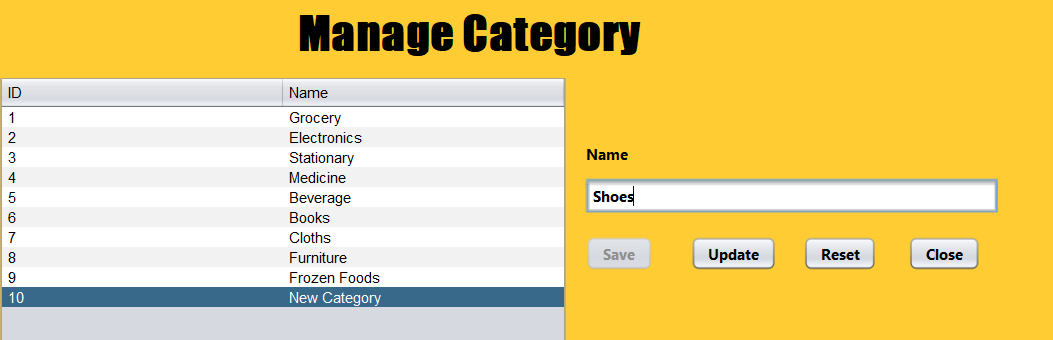 Manage Category
ID Name
1 Grocery
2 Electronics
3 Stationary
4 Medicine
5 Beverage
6 Books
7 Cloths
8 Furniture
9 Frozen Foods
10 New Category
Name
Shoes
Save Update Reset Close